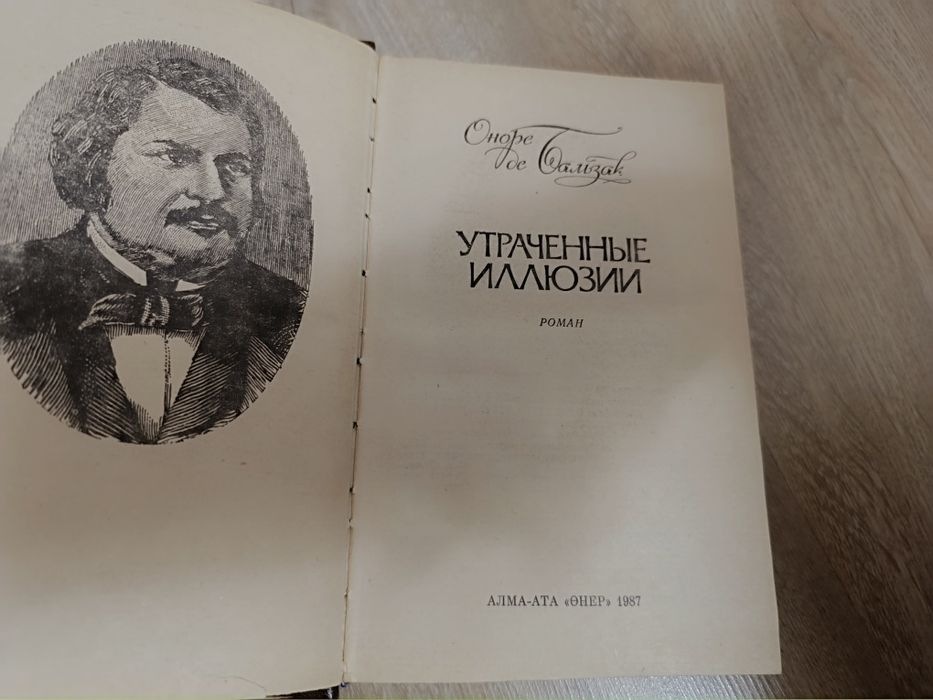 Оноре
де Бальзак
УТРАЧЕННЫЕ
ИЛЛЮЗИИ
РОМАН
АЛМА-АТА «ӨНЕР» 1987